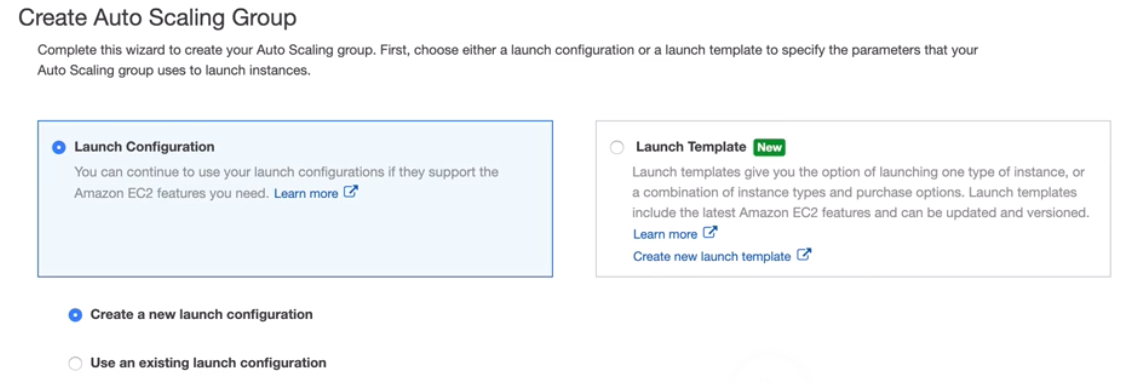 Create Auto Scaling Group
Complete this wizard to create your Auto Scaling group. First, choose either a launch configuration or a launch template to specify the parameters that your
Auto Scaling group uses to launch instances.
Launch Configuration
You can continue to use your launch configurations if they support the
Amazon EC2 features you need. Learn more
Launch Template New
Launch templates give you the option of launching one type of instance, or
a combination of instance types and purchase options. Launch templates
include the latest Amazon EC2 features and can be updated and versioned.
Learn more
Create new launch template
Create a new launch configuration
Use an existing launch configuration